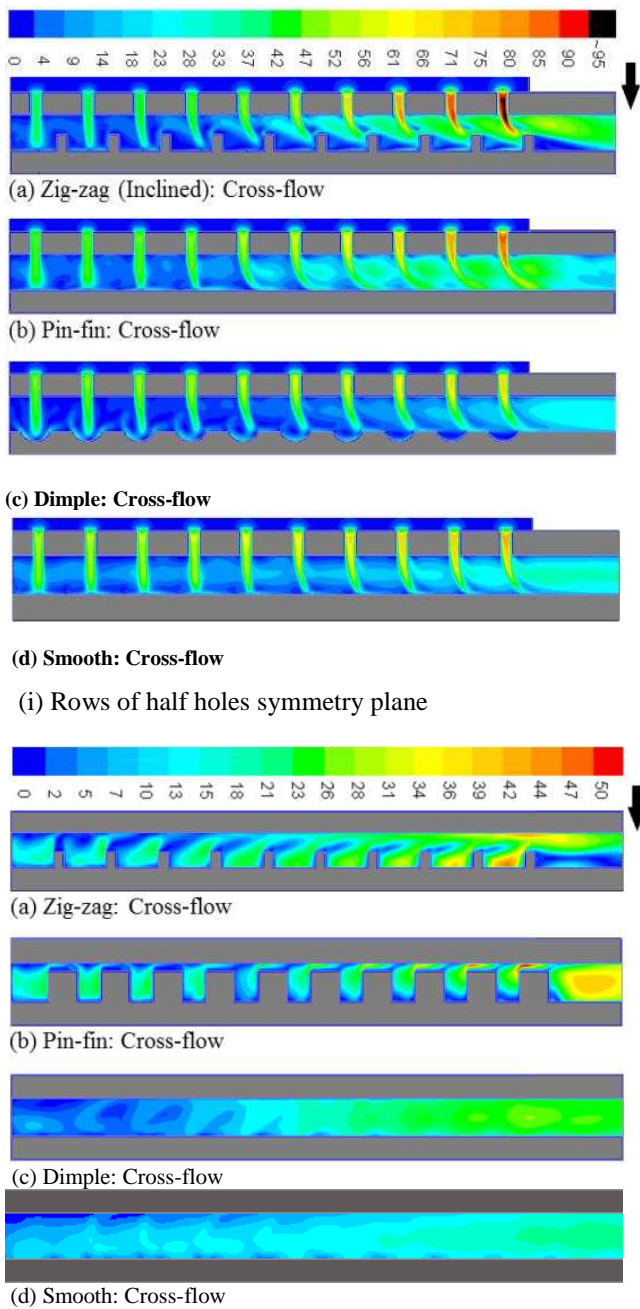 0 4 9 14 18 23 28 33 37 42 47 52 56 61 66 71 75 80 85 90 ~95
(a) Zig-zag (Inclined): Cross-flow
(b) Pin-fin: Cross-flow
(c) Dimple: Cross-flow
(d) Smooth: Cross-flow
(i) Rows of half holes symmetry plane
0 2 5 7 10 13 15 18 21 23 26 29 31 34 36 39 42 44 47 50
(a) Zig-zag: Cross-flow
(b) Pin-fin: Cross-flow
(c) Dimple: Cross-flow
(d) Smooth: Cross-flow